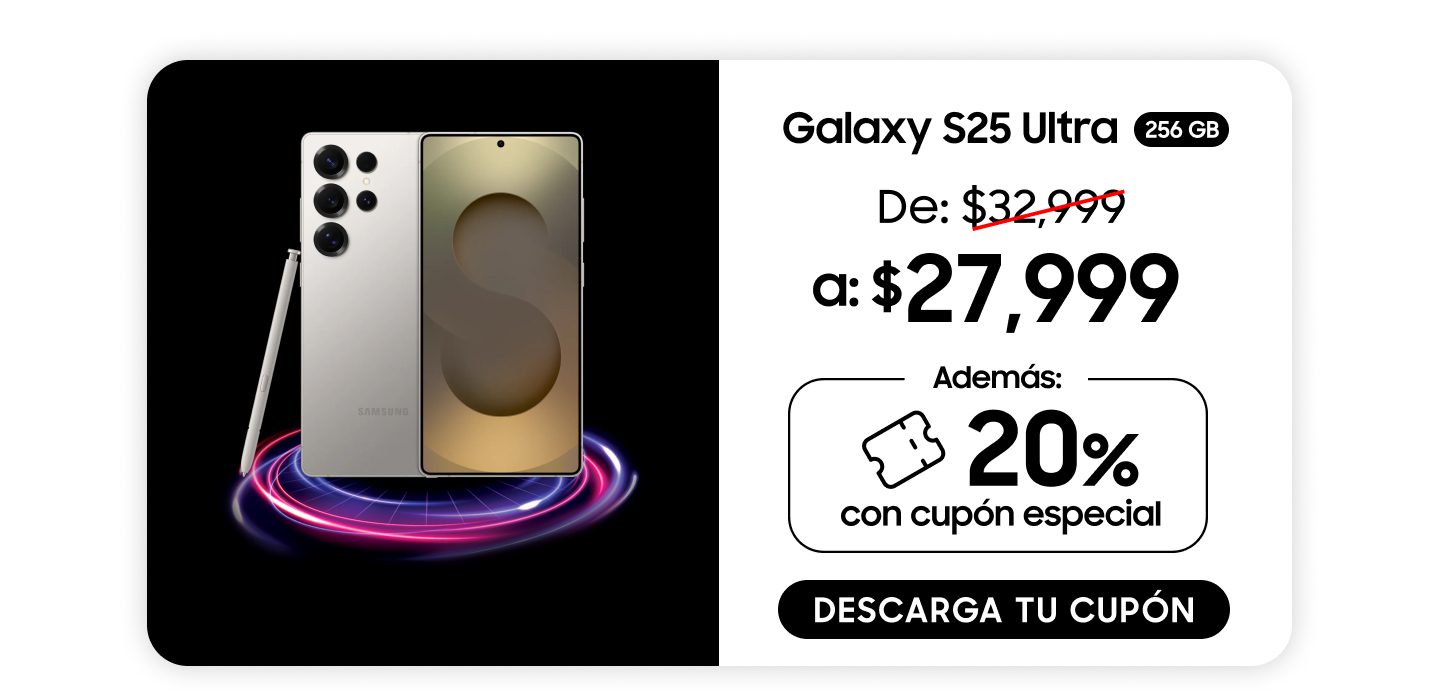 SAMSUNG
Galaxy S25 Ultra 256 GB
De: $32,999
a: $27,999
Además:
20%
con cupón especial
DESCARGA TU CUPÓN